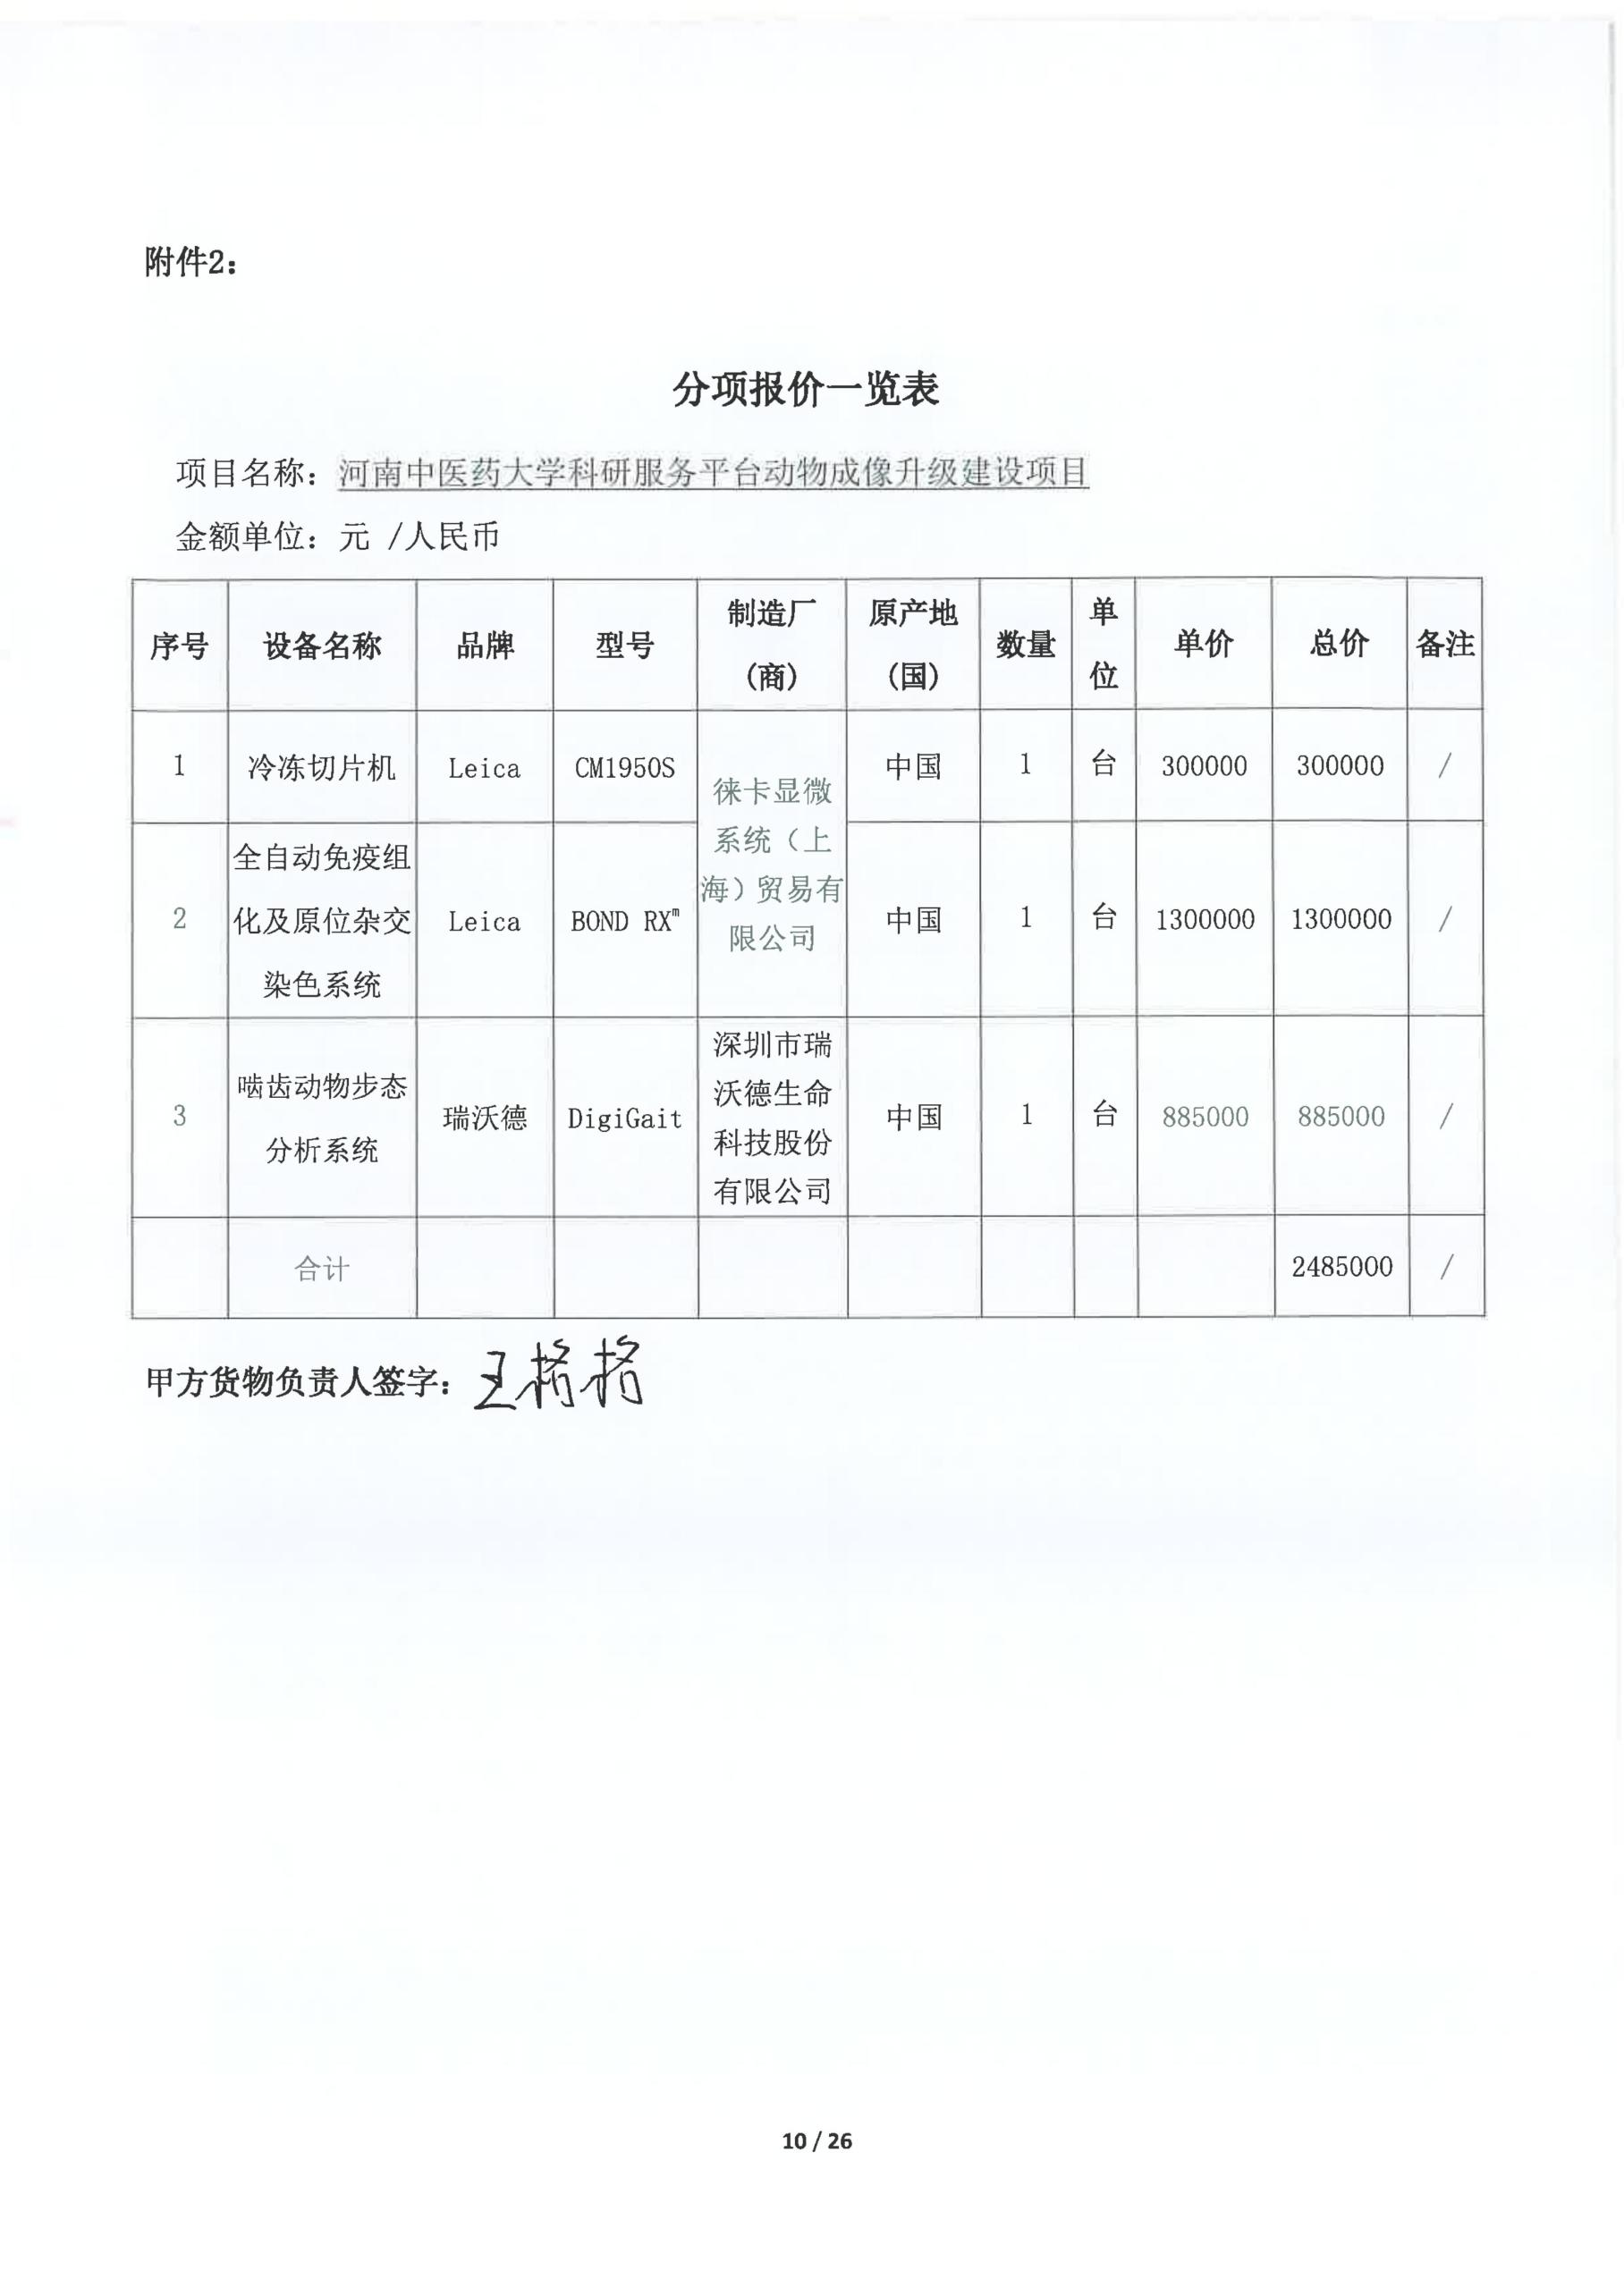 附件2：
分项报价一览表
项目名称：河南中医药大学科研服务平台动物成像升级建设项目
金额单位：元 /人民币
序号 设备名称 品牌 型号 制造厂（商） 原产地（国） 数量 单位 单价 总价 备注
1 冷冻切片机 Leica CM1950S 徕卡显微系统（上海）贸易有限公司 中国 1 台 300000 300000 /
2 全自动免疫组化及原位杂交染色系统 Leica BOND RXᵐ 中国 1 台 1300000 1300000 /
3 啮齿动物步态分析系统 瑞沃德 DigiGait 深圳市瑞沃德生命科技股份有限公司 中国 1 台 885000 885000 /
合计 2485000 /
甲方货物负责人签字：王格格
10 / 26